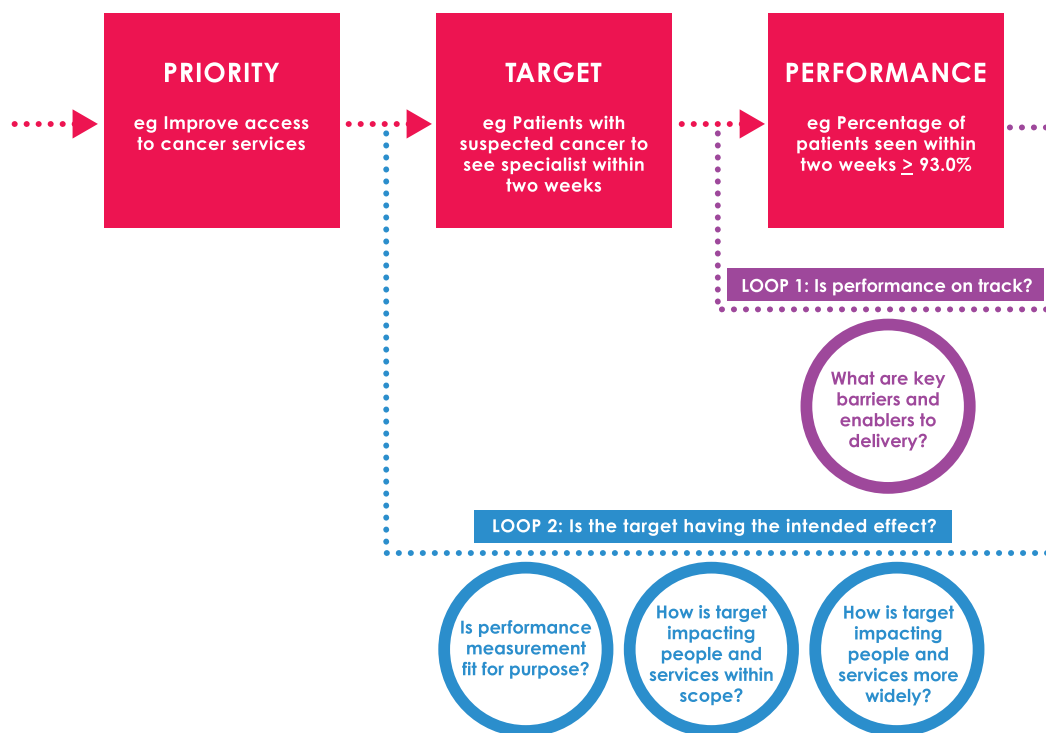 PRIORITY
eg Improve access
to cancer services
TARGET
eg Patients with
suspected cancer to
see specialist within
two weeks
PERFORMANCE
eg Percentage of
patients seen within
two weeks ≥ 93.0%
LOOP 1: Is performance on track?
What are key
barriers and
enablers to
delivery?
LOOP 2: Is the target having the intended effect?
Is performance
measurement
fit for purpose?
How is target
impacting
people and
services within
scope?
How is target
impacting
people and
services more
widely?